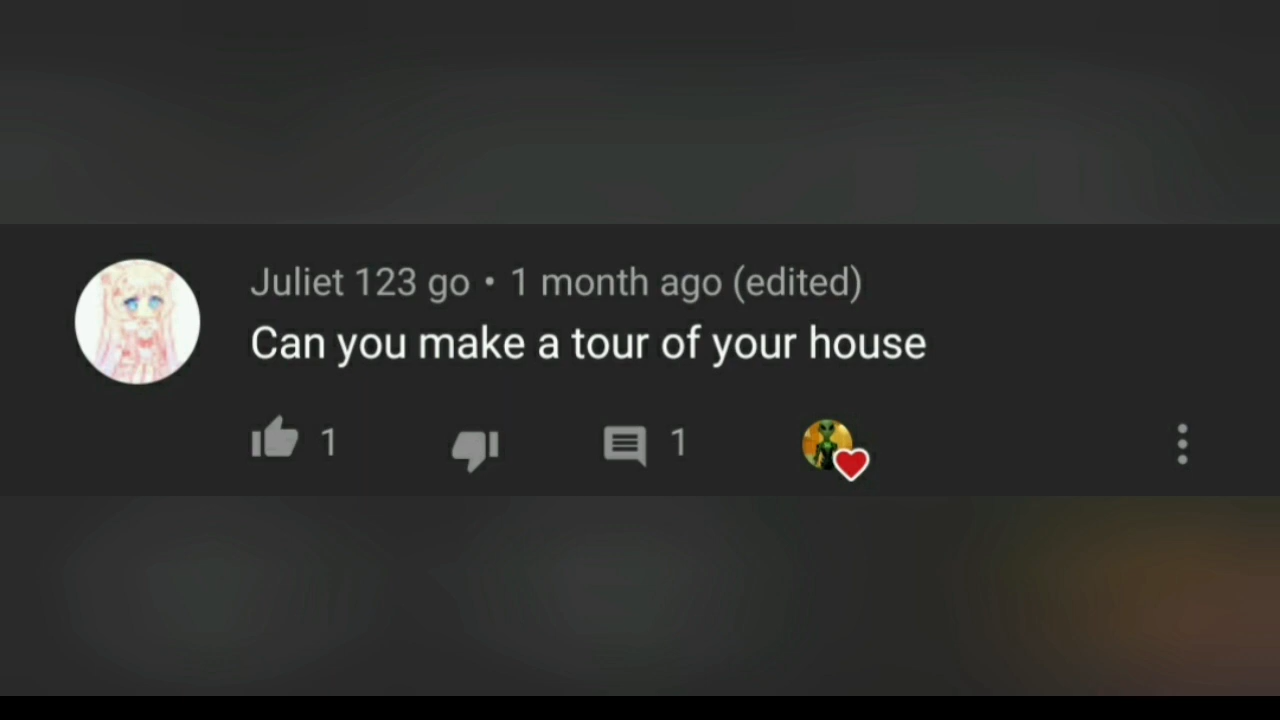 Juliet 123 go • 1 month ago (edited)
Can you make a tour of your house
1 1